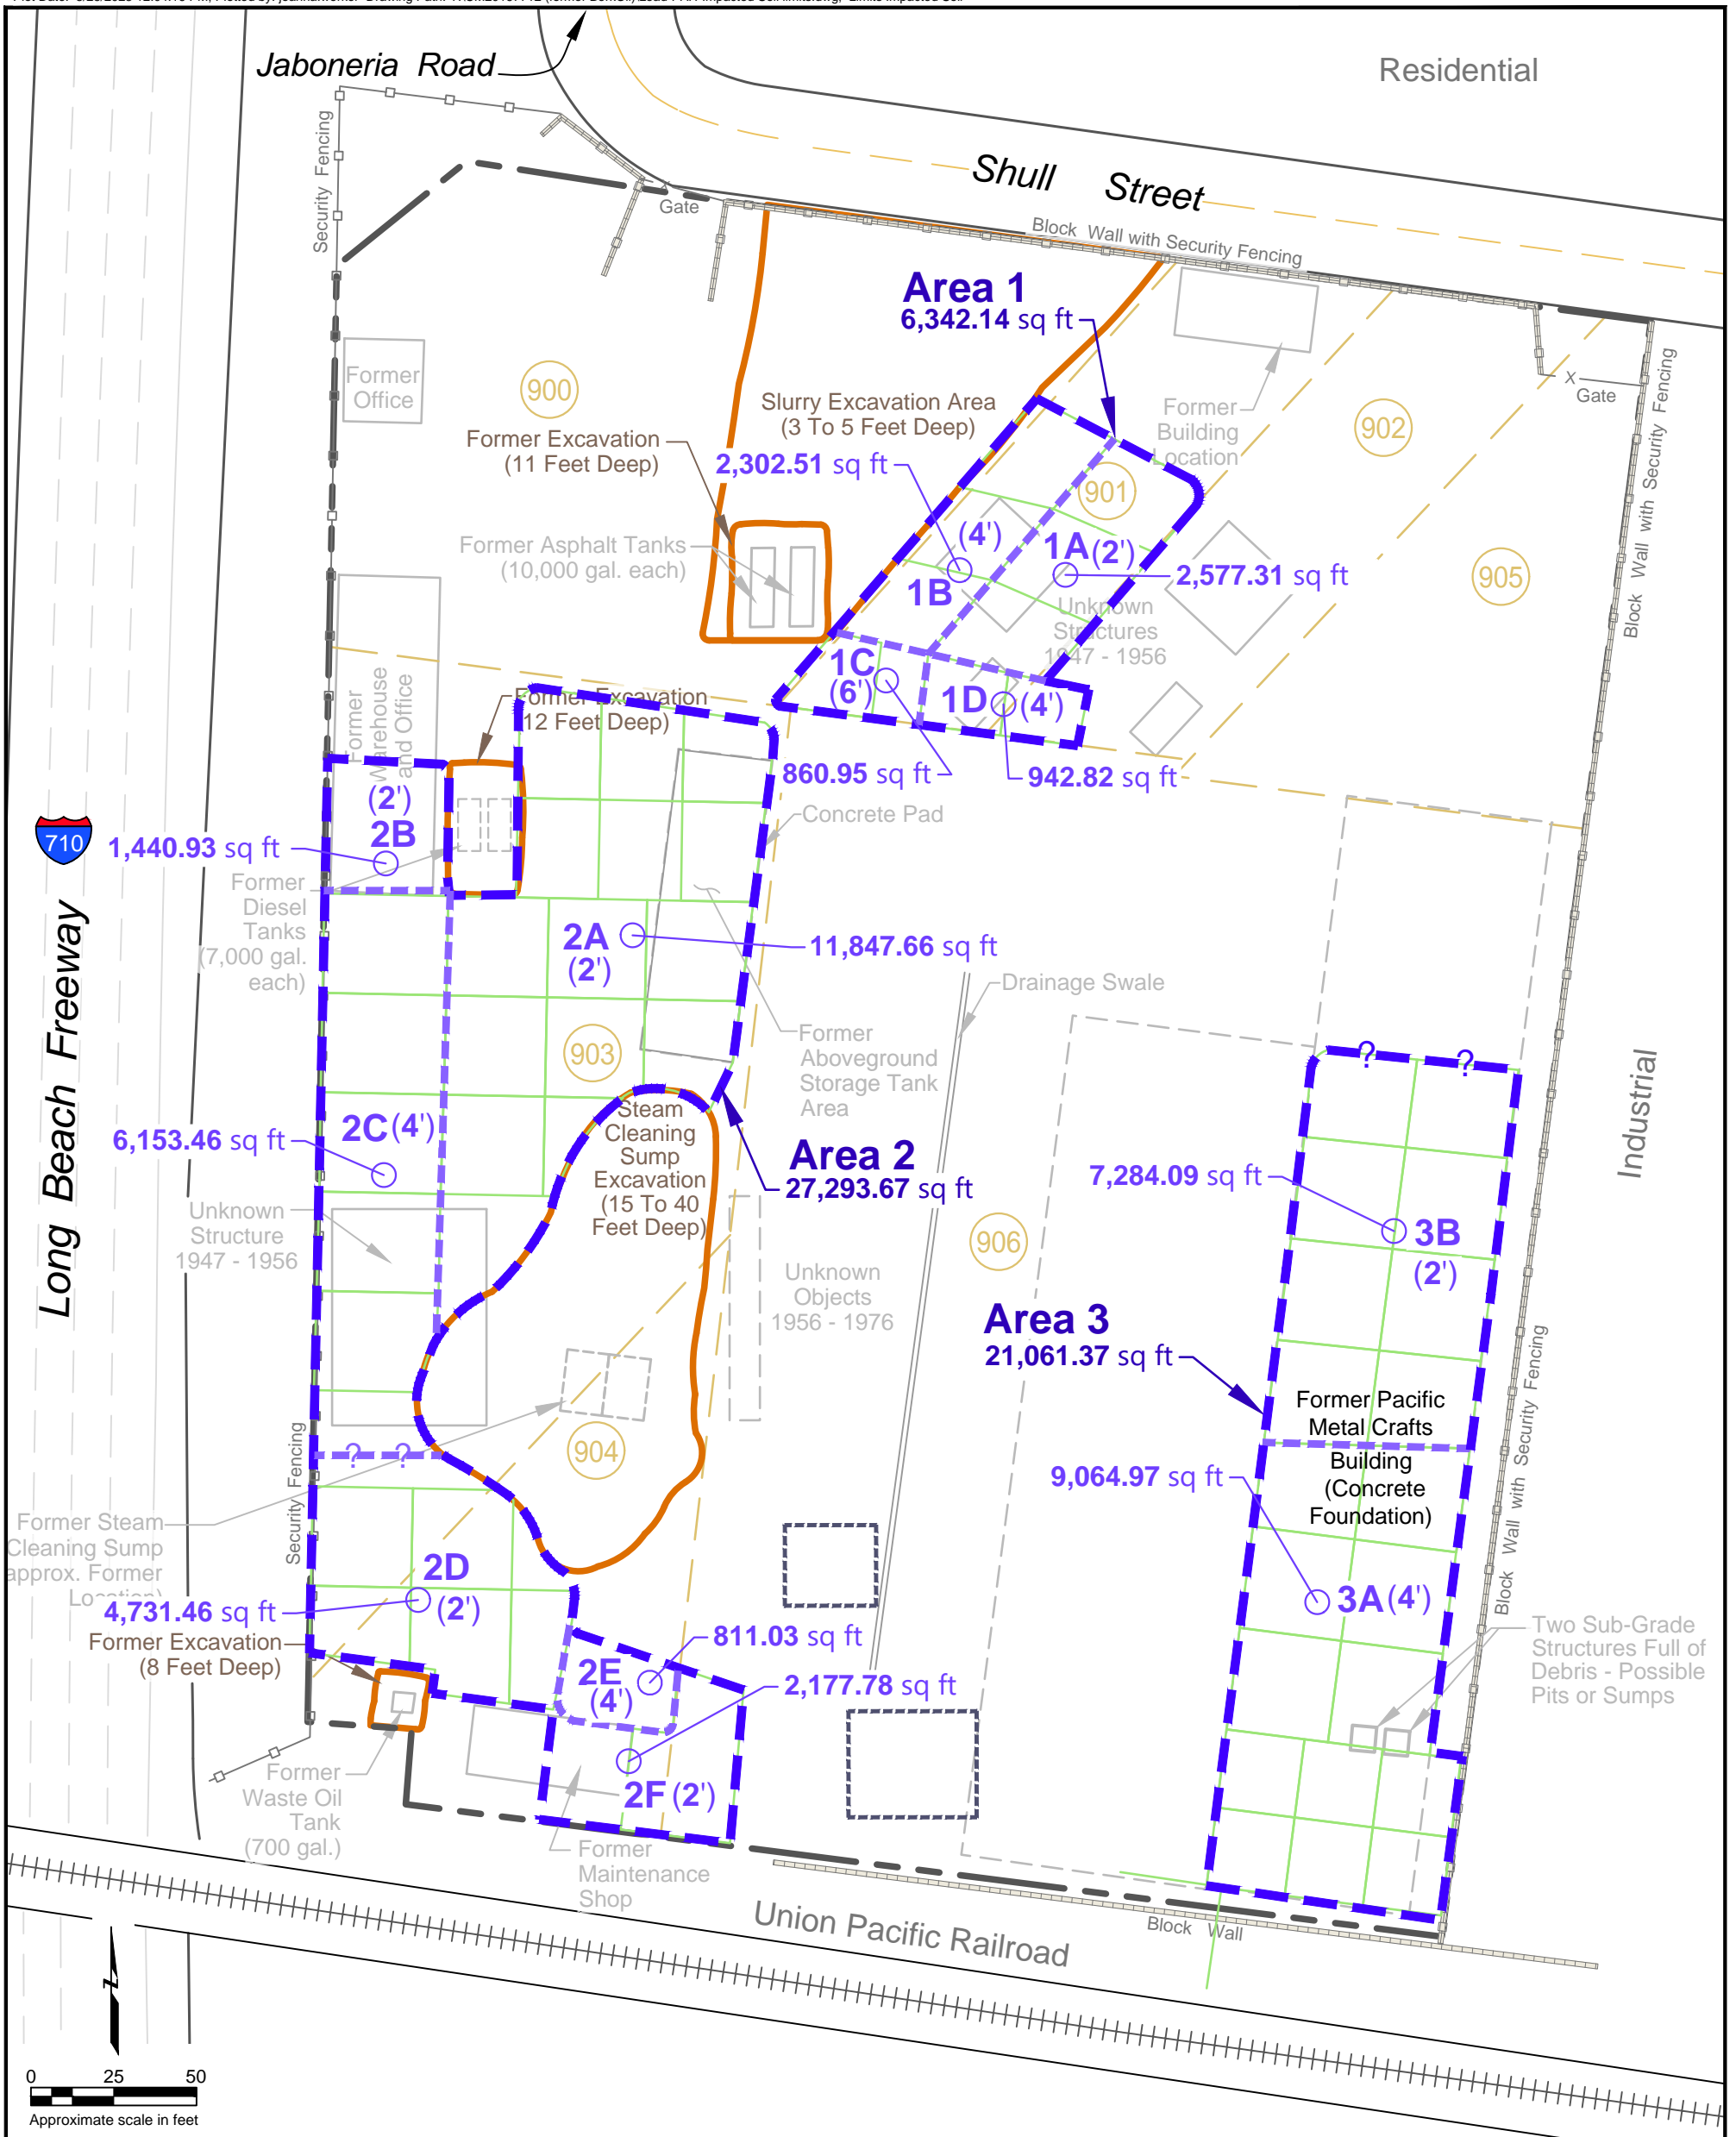 Jaboneria Road
Residential
Security Fencing
Shull Street
Gate
Block Wall with Security Fencing
Area 1
6,342.14 sq ft
Former
Office
900
Slurry Excavation Area
(3 To 5 Feet Deep)
Former Excavation
(11 Feet Deep)
2,302.51 sq ft
Former
Building
Location
X
Gate
902
901
Block Wall with Security Fencing
Former Asphalt Tanks
(10,000 gal. each)
(4')
1B
1A (2')
2,577.31 sq ft
905
Unknown
Structures
1947 - 1956
1C
(6')
1D (4')
Former
Warehouse
and Office
Former Excavation
(12 Feet Deep)
860.95 sq ft
942.82 sq ft
Concrete Pad
(2')
2B
710
1,440.93 sq ft
Former
Diesel
Tanks
(7,000 gal.
each)
2A
(2')
11,847.66 sq ft
Drainage Swale
Long Beach Freeway
903
Former
Aboveground
Storage Tank
Area
? ?
Industrial
2C (4')
6,153.46 sq ft
Steam
Cleaning
Sump
Excavation
(15 To 40
Feet Deep)
Area 2
27,293.67 sq ft
7,284.09 sq ft
3B
(2')
Unknown
Structure
1947 - 1956
906
Unknown
Objects
1956 - 1976
Area 3
21,061.37 sq ft
Former Pacific
Metal Crafts
Building
(Concrete
Foundation)
Block Wall with Security Fencing
904
? ?
Security Fencing
9,064.97 sq ft
Former Steam
Cleaning Sump
approx. Former
Location)
2D
(2')
4,731.46 sq ft
3A (4')
Former Excavation
(8 Feet Deep)
811.03 sq ft
2E
(4')
2,177.78 sq ft
Two Sub-Grade
Structures Full of
Debris - Possible
Pits or Sumps
2F (2')
Former
Waste Oil
Tank
(700 gal.)
Former
Maintenance
Shop
Union Pacific Railroad
Block Wall
z
0 25 50
Approximate scale in feet